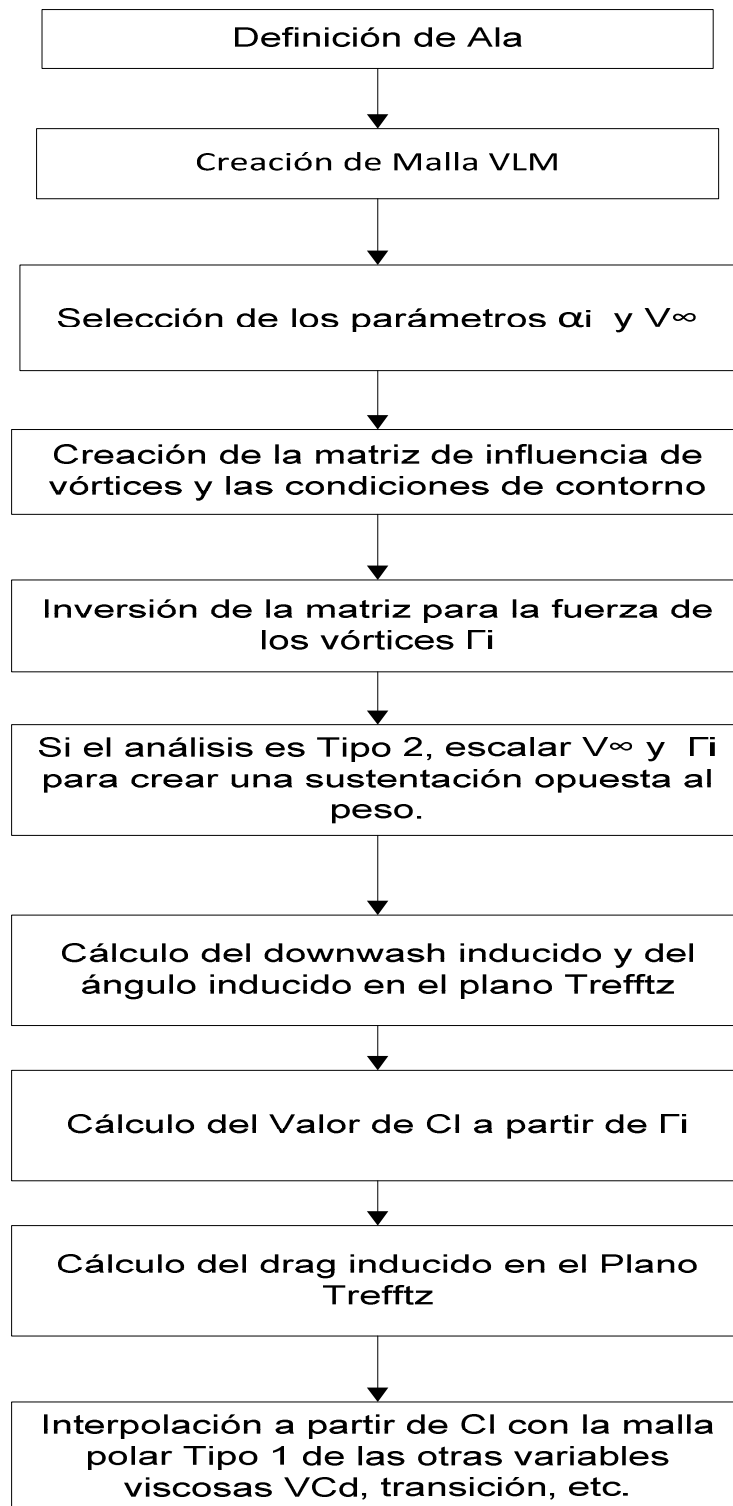 Definición de Ala
Creación de Malla VLM
Selección de los parámetros αi y V∞
Creación de la matriz de influencia de
vórtices y las condiciones de contorno
Inversión de la matriz para la fuerza de
los vórtices Γi
Si el análisis es Tipo 2, escalar V∞ y Γi
para crear una sustentación opuesta al
peso.
Cálculo del downwash inducido y del
ángulo inducido en el plano Trefftz
Cálculo del Valor de Cl a partir de Γi
Cálculo del drag inducido en el Plano
Trefftz
Interpolación a partir de Cl con la malla
polar Tipo 1 de las otras variables
viscosas VCd, transición, etc.